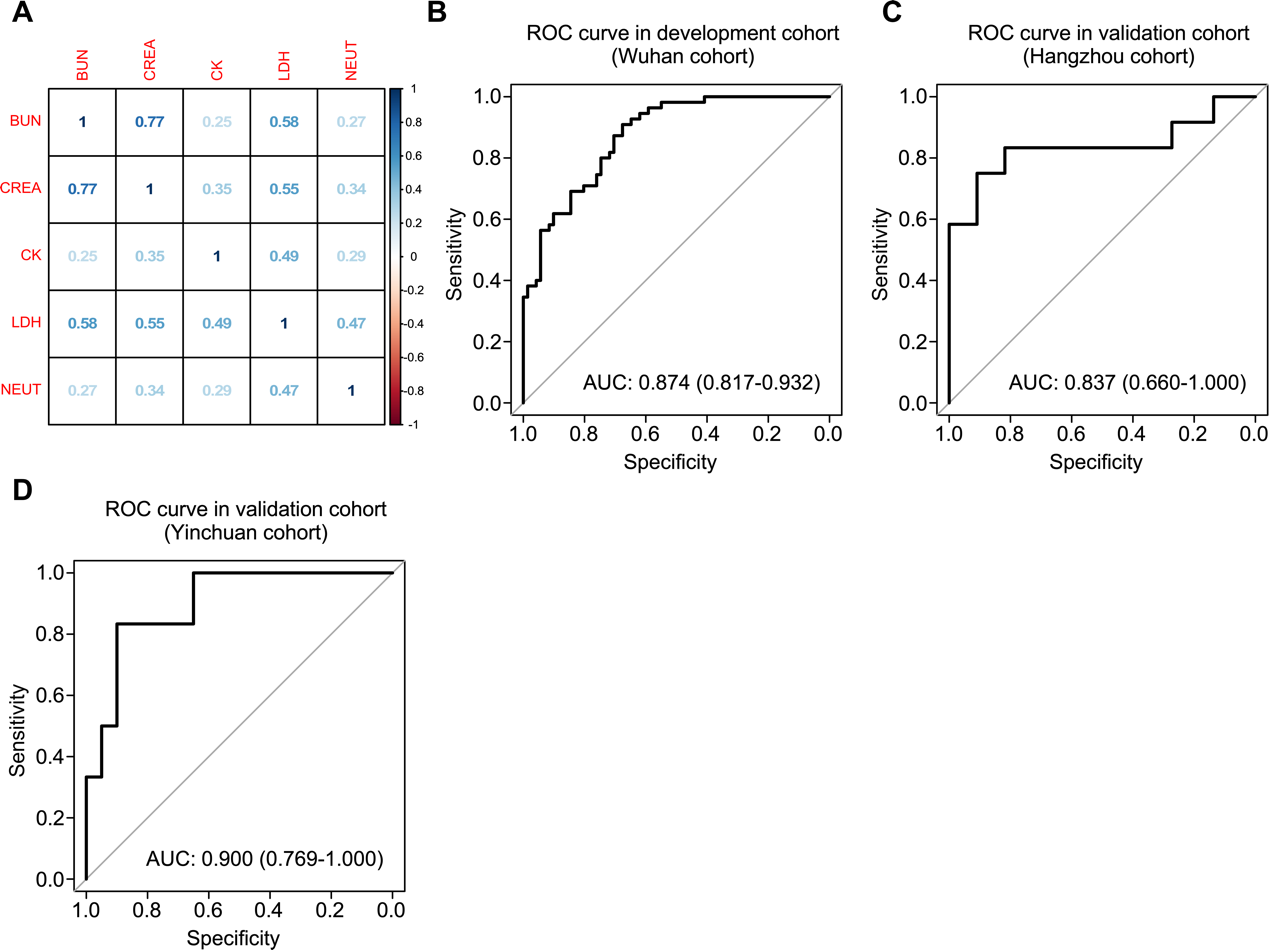 A
BUN CREA CK LDH NEUT
BUN 1 0.77 0.25 0.58 0.27
CREA 0.77 1 0.35 0.55 0.34
CK 0.25 0.35 1 0.49 0.29
LDH 0.58 0.55 0.49 1 0.47
NEUT 0.27 0.34 0.29 0.47 1
1
0.8
0.6
0.4
0.2
0
-0.2
-0.4
-0.6
-0.8
-1
B
ROC curve in development cohort
(Wuhan cohort)
Sensitivity
1.0
0.8
0.6
0.4
0.2
0.0
AUC: 0.874 (0.817-0.932)
1.0 0.8 0.6 0.4 0.2 0.0
Specificity
C
ROC curve in validation cohort
(Hangzhou cohort)
Sensitivity
1.0
0.8
0.6
0.4
0.2
0.0
AUC: 0.837 (0.660-1.000)
1.0 0.8 0.6 0.4 0.2 0.0
Specificity
D
ROC curve in validation cohort
(Yinchuan cohort)
Sensitivity
1.0
0.8
0.6
0.4
0.2
0.0
AUC: 0.900 (0.769-1.000)
1.0 0.8 0.6 0.4 0.2 0.0
Specificity